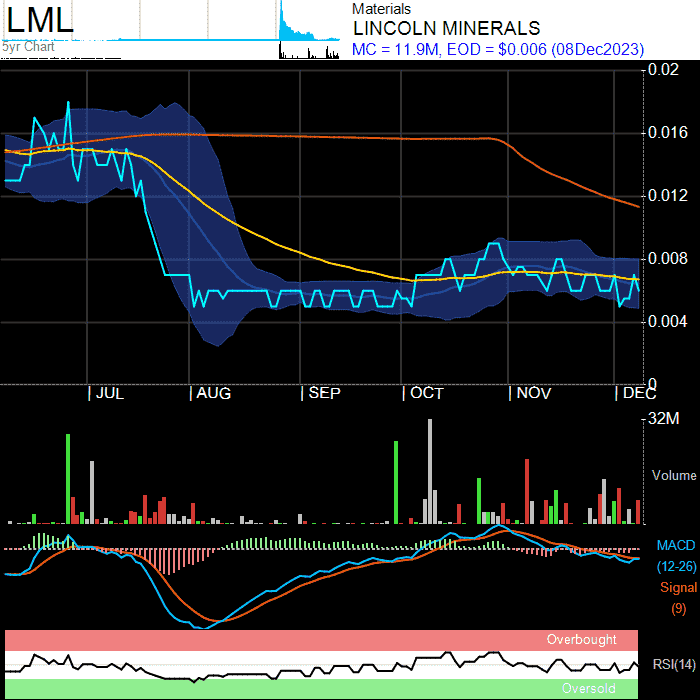 LML
5yr Chart
Materials
LINCOLN MINERALS
MC = 11.9M, EOD = $0.006 (08Dec2023)
0.02
0.016
0.012
0.008
0.004
0
JUL AUG SEP OCT NOV DEC
32M
Volume
MACD
(12-26)
Signal
(9)
Overbought
RSI(14)
Oversold